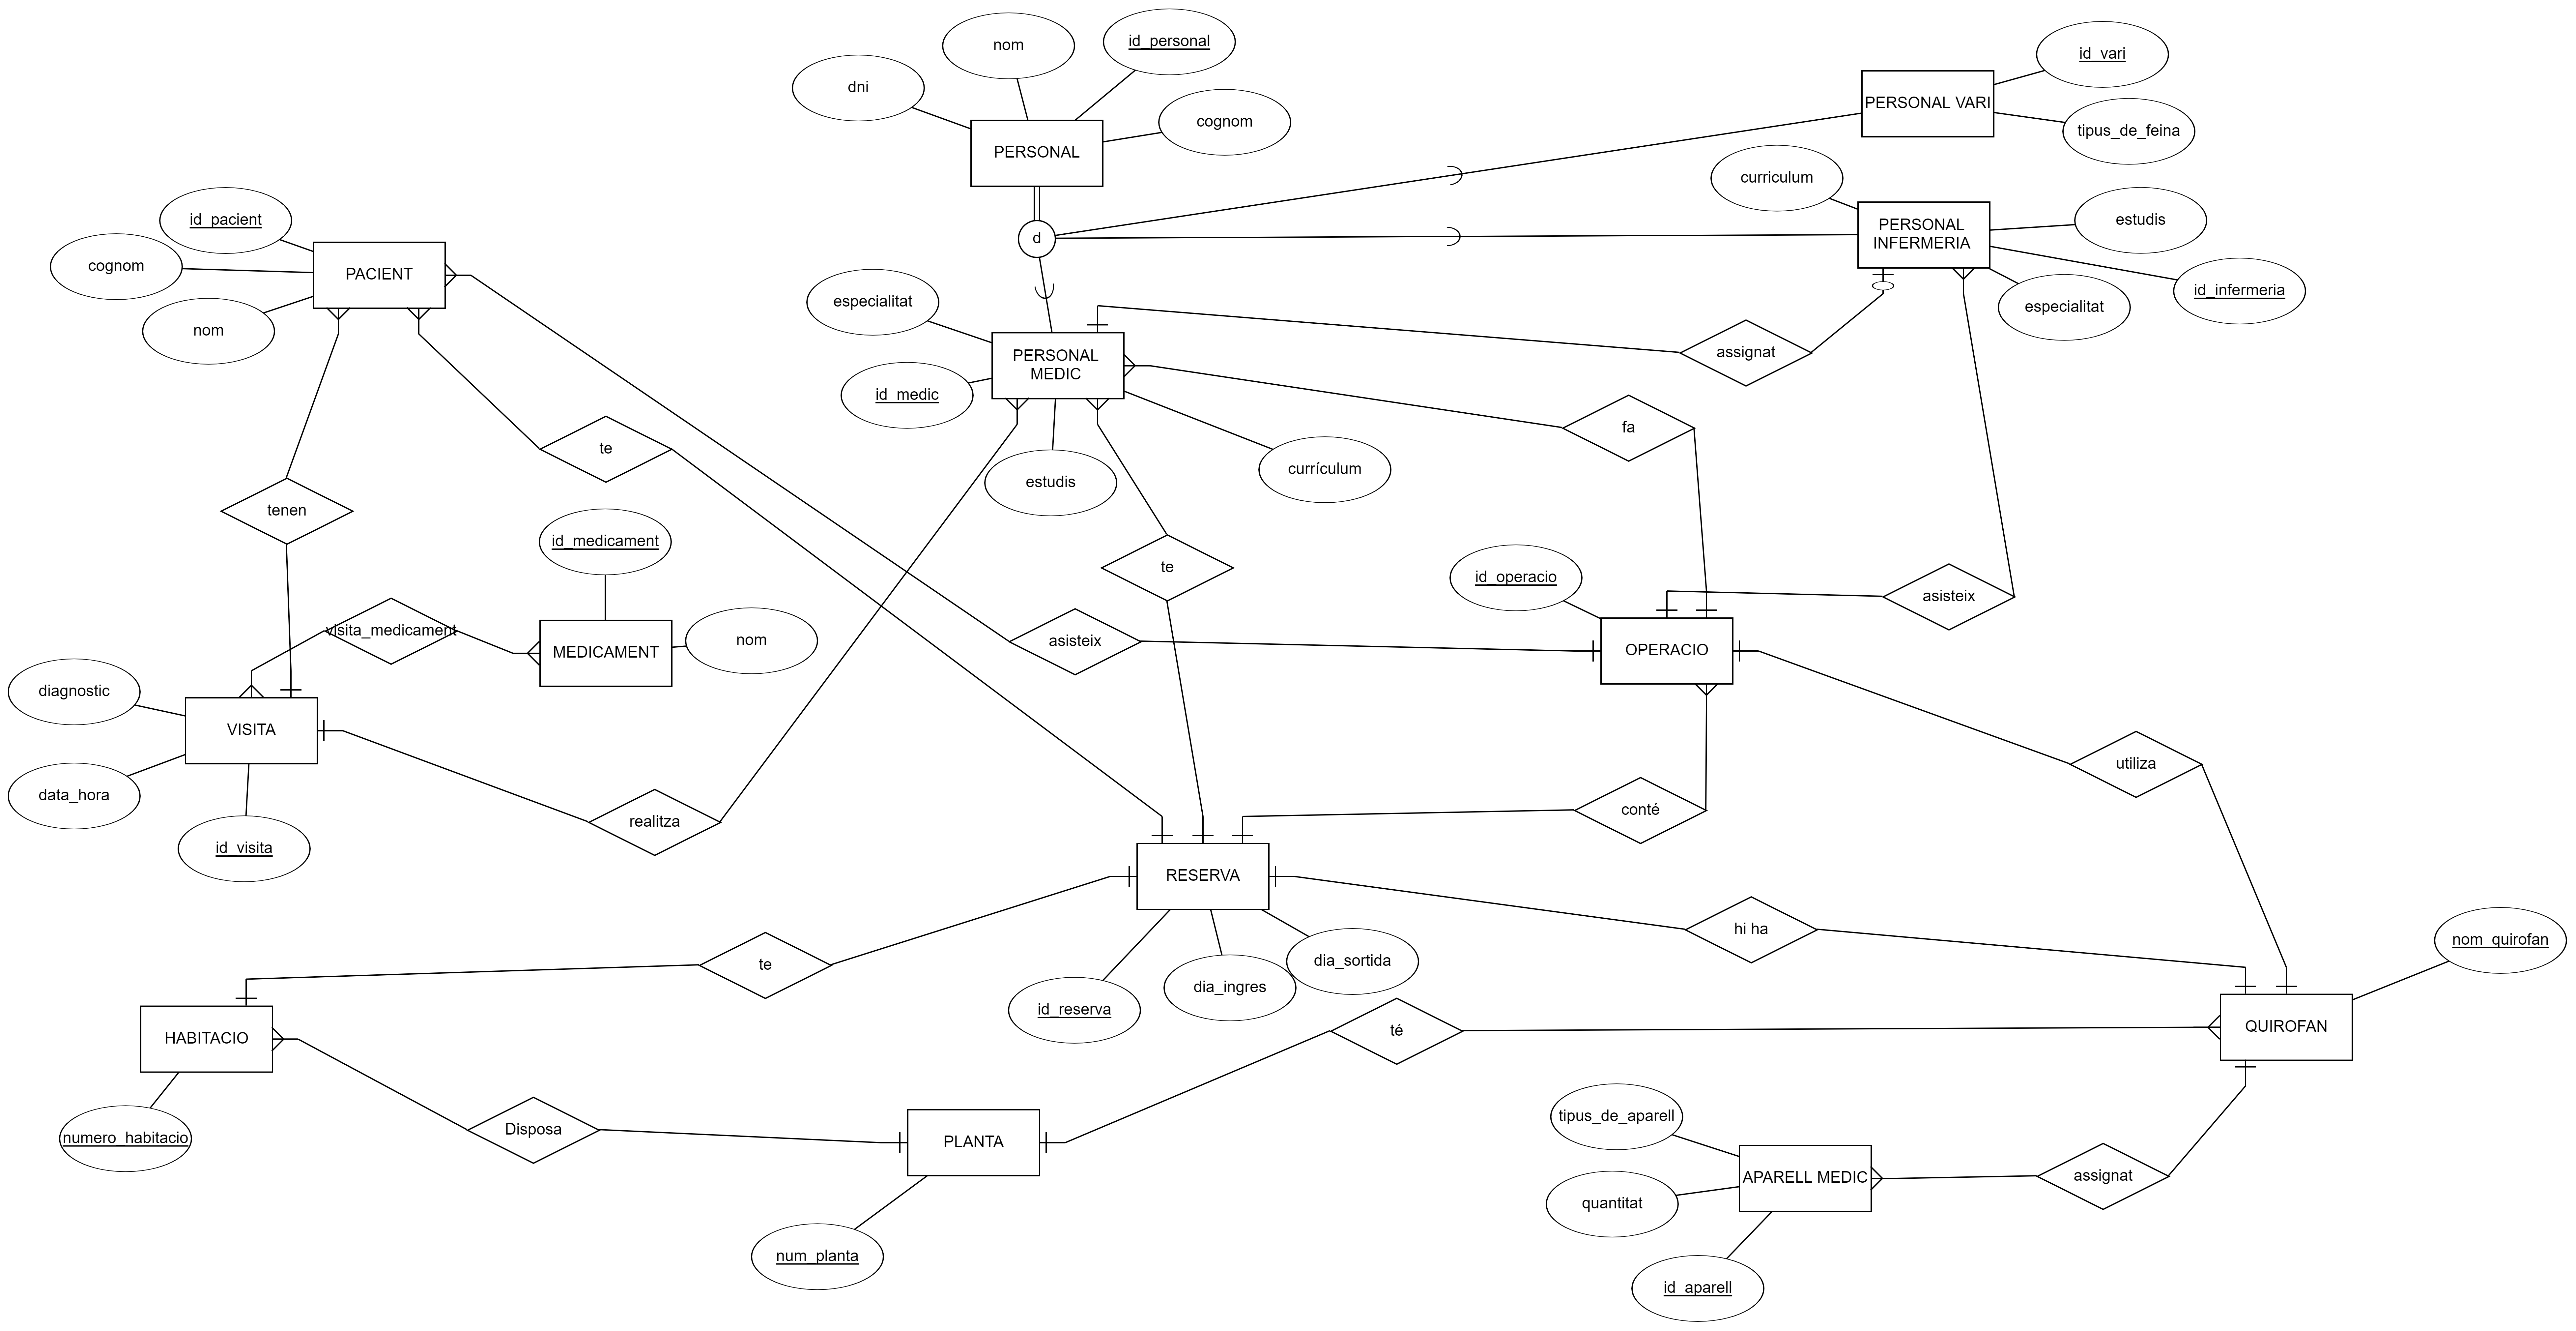 id_personal
nom
id_vari
dni
cognom
PERSONAL VARI
tipus_de_feina
PERSONAL
curriculum
id_pacient
estudis
PERSONAL
INFERMERIA
d
cognom
PACIENT
id_infermeria
especialitat
especialitat
nom
assignat
PERSONAL
MEDIC
id_medic
fa
te
currículum
estudis
tenen
id_medicament
te
id_operacio
asisteix
visita_medicament
nom
asisteix
MEDICAMENT
OPERACIO
diagnostic
VISITA
utiliza
data_hora
conté
realitza
id_visita
RESERVA
hi ha
nom_quirofan
dia_sortida
te
dia_ingres
id_reserva
QUIROFAN
té
HABITACIO
tipus_de_aparell
Disposa
numero_habitacio
PLANTA
APARELL MEDIC
assignat
quantitat
num_planta
id_aparell